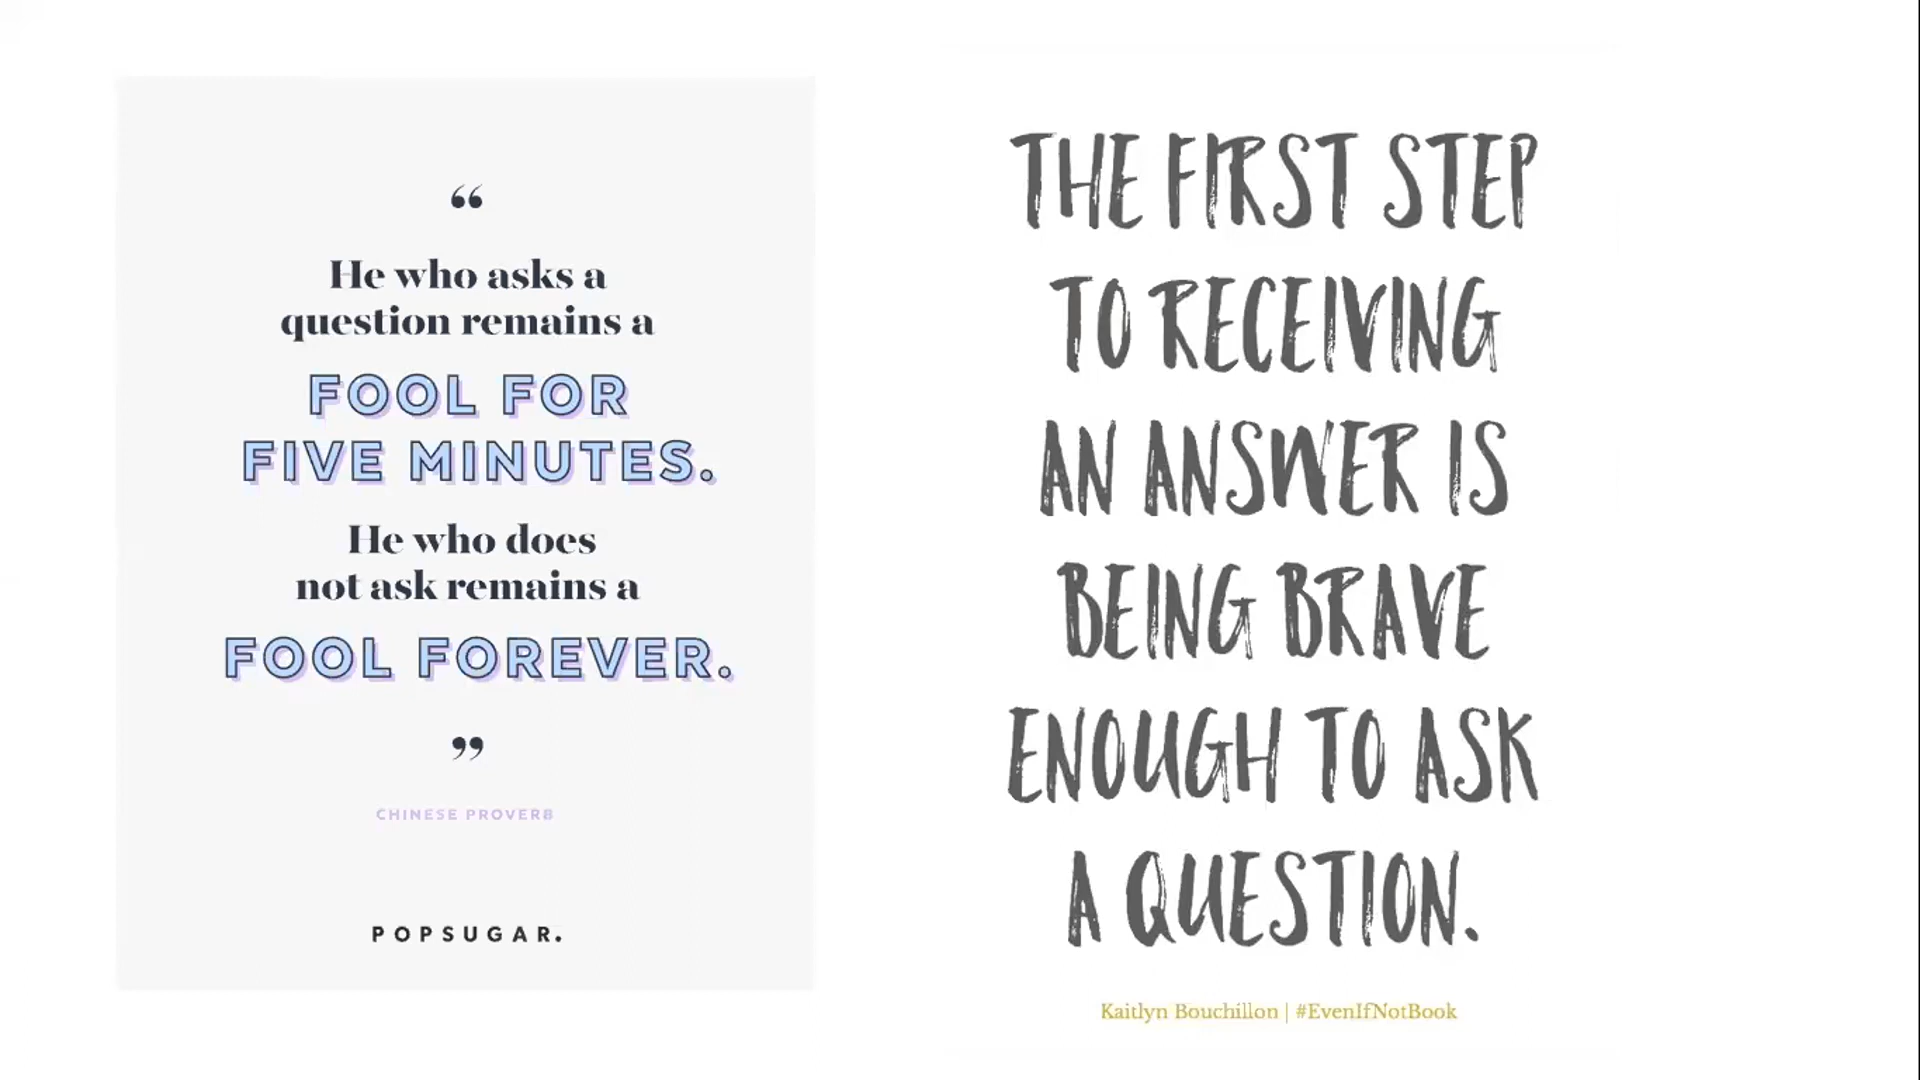 “
He who asks a
question remains a
FOOL FOR
FIVE MINUTES.
He who does
not ask remains a
FOOL FOREVER.
”
CHINESE PROVERB
POPSUGAR.
THE FIRST STEP
TO RECEIVING
AN ANSWER IS
BEING BRAVE
ENOUGH TO ASK
A QUESTION.
Kaitlyn Bouchillon | #EvenIfNotBook